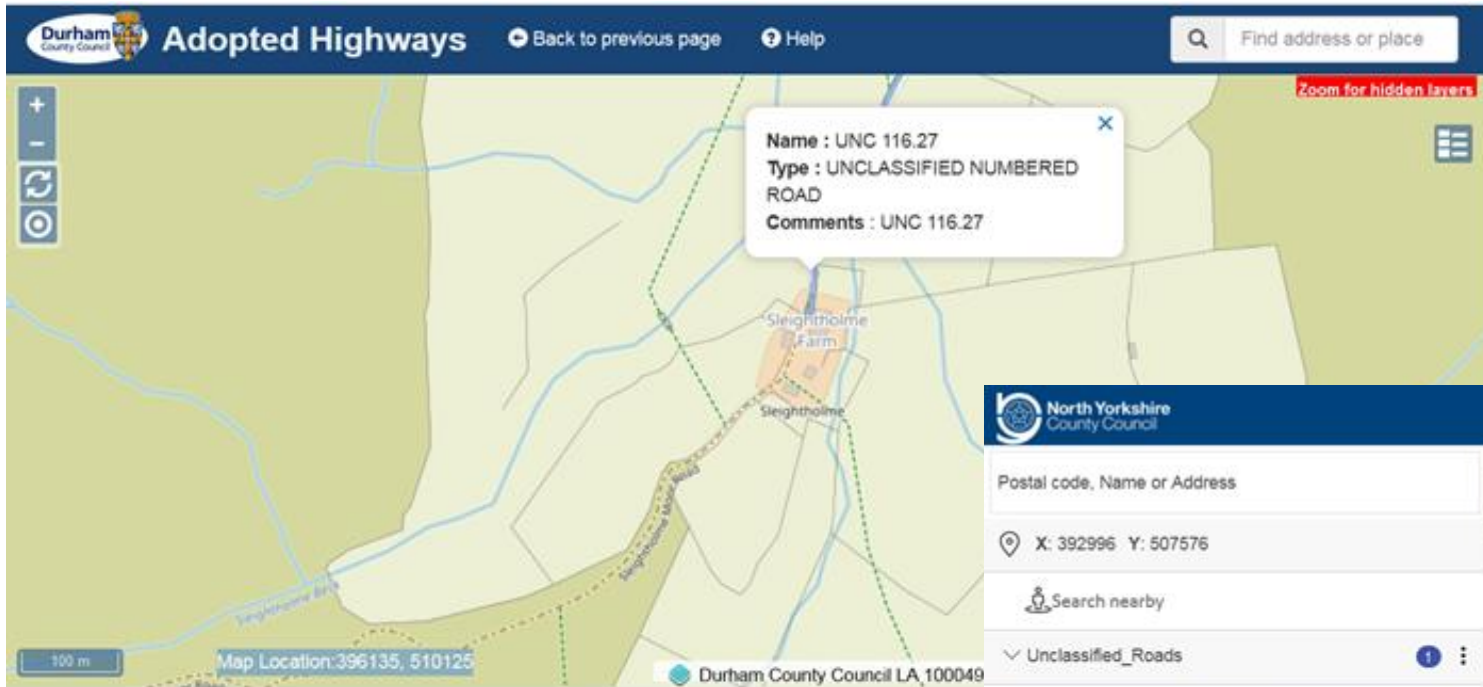 Durham
County Council
Adopted Highways
Back to previous page
Help
Find address or place
Zoom for hidden layers
Name : UNC 116.27
Type : UNCLASSIFIED NUMBERED
ROAD
Comments : UNC 116.27
Sleightholme
Farm
Sleightholme
Sleightholme Moor Road
Sleightholme Beck
100 m
Map Location:396135, 510125
Durham County Council LA 100049
North Yorkshire
County Council
Postal code, Name or Address
X: 392996 Y: 507576
Search nearby
Unclassified_Roads
1